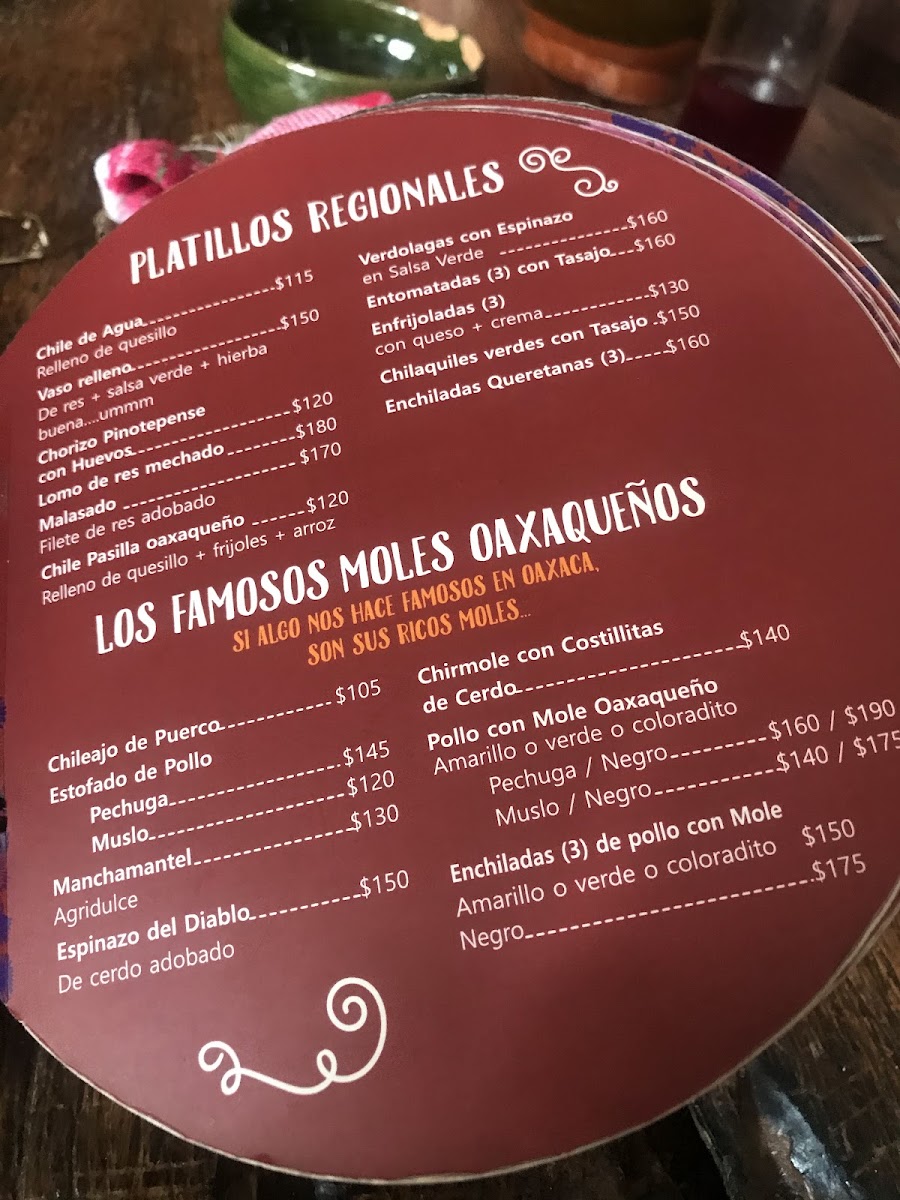 PLATILLOS REGIONALES
Chile de Agua $115
Relleno de quesillo
Vaso relleno $150
De res + salsa verde + hierba
buena....ummm
Chorizo Pinotepense
con Huevos $120
Lomo de res mechado $180
Malasado $170
Filete de res adobado
Chile Pasilla oaxaqueño $120
Relleno de quesillo + frijoles + arroz
Verdolagas con Espinazo
en Salsa Verde $160
Entomatadas (3) con Tasajo $160
Enfrijoladas (3)
con queso + crema $130
Chilaquiles verdes con Tasajo $150
Enchiladas Queretanas (3) $160
LOS FAMOSOS MOLES OAXAQUEÑOS
SI ALGO NOS HACE FAMOSOS EN OAXACA,
SON SUS RICOS MOLES...
Chileajo de Puerco $105
Estofado de Pollo
Pechuga $145
Muslo $120
Manchamantel $130
Agridulce
Espinazo del Diablo $150
De cerdo adobado
Chirmole con Costillitas
de Cerdo $140
Pollo con Mole Oaxaqueño
Amarillo o verde o coloradito
Pechuga / Negro $160 / $190
Muslo / Negro $140 / $175
Enchiladas (3) de pollo con Mole
Amarillo o verde o coloradito $150
Negro $175